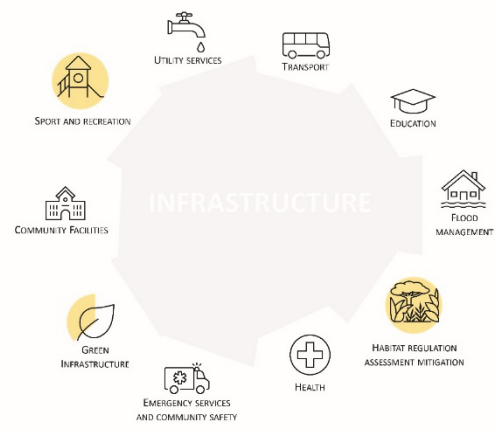 UTILITY SERVICES
TRANSPORT
SPORT AND RECREATION
EDUCATION
INFRASTRUCTURE
COMMUNITY FACILITIES
FLOOD
MANAGEMENT
GREEN
INFRASTRUCTURE
HABITAT REGULATION
ASSESSMENT MITIGATION
HEALTH
EMERGENCY SERVICES
AND COMMUNITY SAFETY